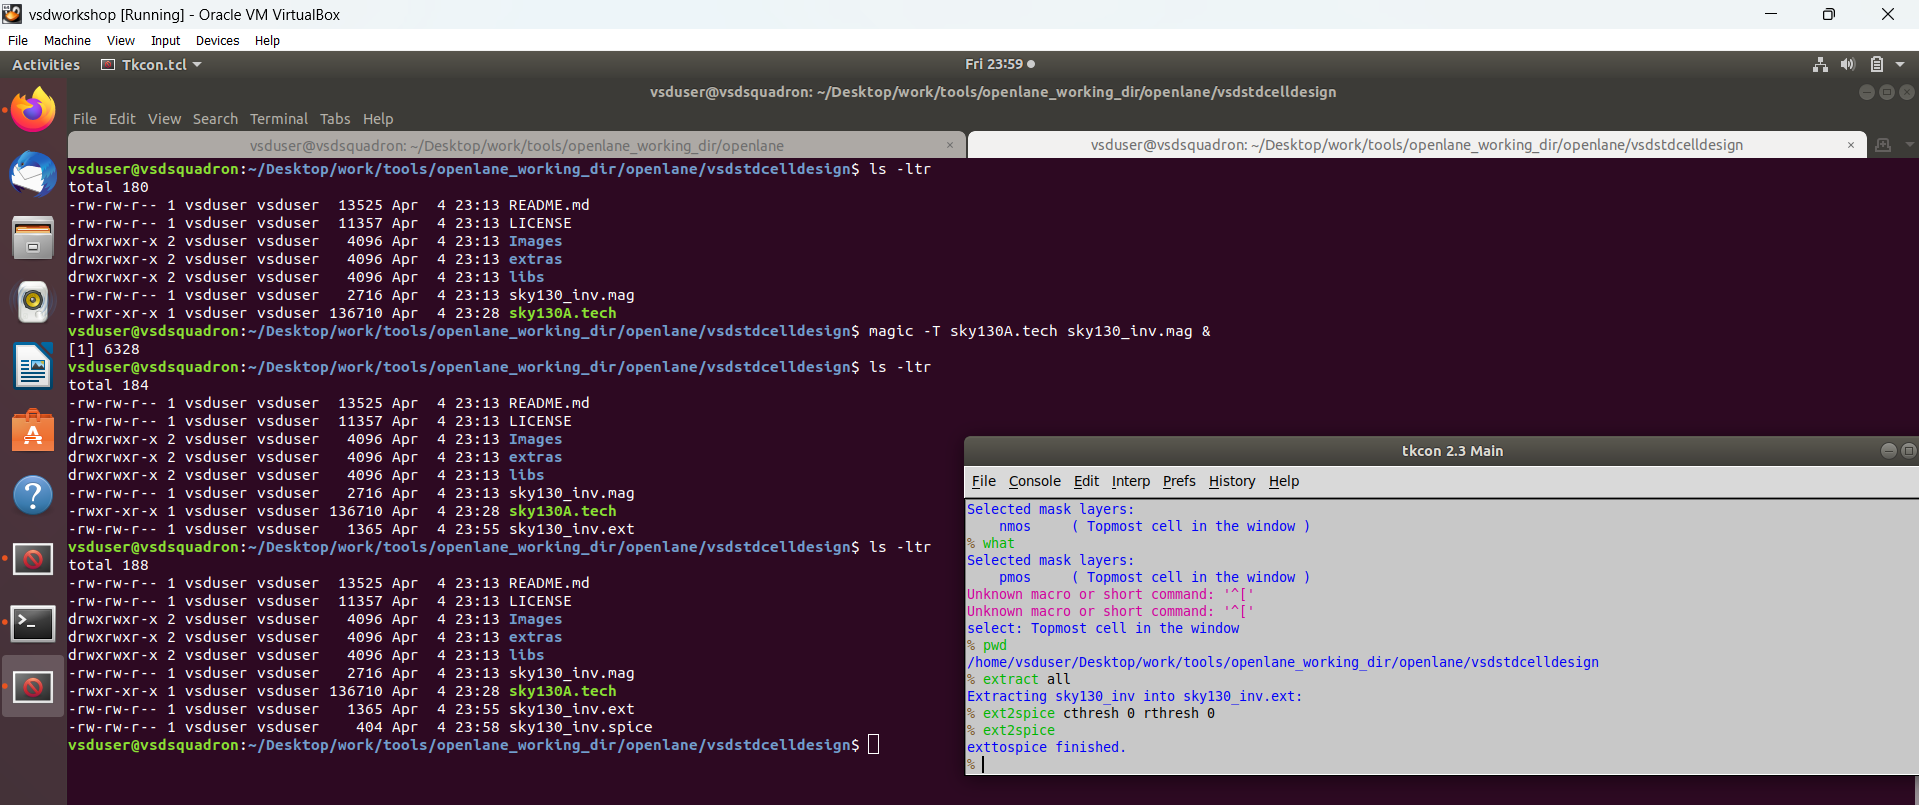 vsdworkshop [Running] - Oracle VM VirtualBox
File Machine View Input Devices Help
Activities Tkcon.tcl Fri 23:59
vsduser@vsdsquadron: ~/Desktop/work/tools/openlane_working_dir/openlane/vsdstdcelldesign
File Edit View Search Terminal Tabs Help
vsduser@vsdsquadron: ~/Desktop/work/tools/openlane_working_dir/openlane × vsduser@vsdsquadron: ~/Desktop/work/tools/openlane_working_dir/openlane/vsdstdcelldesign ×
vsduser@vsdsquadron:~/Desktop/work/tools/openlane_working_dir/openlane/vsdstdcelldesign$ ls -ltr
total 180
-rw-rw-r-- 1 vsduser vsduser  13525 Apr  4 23:13 README.md
-rw-rw-r-- 1 vsduser vsduser  11357 Apr  4 23:13 LICENSE
drwxrwxr-x 2 vsduser vsduser   4096 Apr  4 23:13 Images
drwxrwxr-x 2 vsduser vsduser   4096 Apr  4 23:13 extras
drwxrwxr-x 2 vsduser vsduser   4096 Apr  4 23:13 libs
-rw-rw-r-- 1 vsduser vsduser   2716 Apr  4 23:13 sky130_inv.mag
-rwxr-xr-x 1 vsduser vsduser 136710 Apr  4 23:28 sky130A.tech
vsduser@vsdsquadron:~/Desktop/work/tools/openlane_working_dir/openlane/vsdstdcelldesign$ magic -T sky130A.tech sky130_inv.mag &
[1] 6328
vsduser@vsdsquadron:~/Desktop/work/tools/openlane_working_dir/openlane/vsdstdcelldesign$ ls -ltr
total 184
-rw-rw-r-- 1 vsduser vsduser  13525 Apr  4 23:13 README.md
-rw-rw-r-- 1 vsduser vsduser  11357 Apr  4 23:13 LICENSE
drwxrwxr-x 2 vsduser vsduser   4096 Apr  4 23:13 Images
drwxrwxr-x 2 vsduser vsduser   4096 Apr  4 23:13 extras
drwxrwxr-x 2 vsduser vsduser   4096 Apr  4 23:13 libs
-rw-rw-r-- 1 vsduser vsduser   2716 Apr  4 23:13 sky130_inv.mag
-rwxr-xr-x 1 vsduser vsduser 136710 Apr  4 23:28 sky130A.tech
-rw-rw-r-- 1 vsduser vsduser   1365 Apr  4 23:55 sky130_inv.ext
vsduser@vsdsquadron:~/Desktop/work/tools/openlane_working_dir/openlane/vsdstdcelldesign$ ls -ltr
total 188
-rw-rw-r-- 1 vsduser vsduser  13525 Apr  4 23:13 README.md
-rw-rw-r-- 1 vsduser vsduser  11357 Apr  4 23:13 LICENSE
drwxrwxr-x 2 vsduser vsduser   4096 Apr  4 23:13 Images
drwxrwxr-x 2 vsduser vsduser   4096 Apr  4 23:13 extras
drwxrwxr-x 2 vsduser vsduser   4096 Apr  4 23:13 libs
-rw-rw-r-- 1 vsduser vsduser   2716 Apr  4 23:13 sky130_inv.mag
-rwxr-xr-x 1 vsduser vsduser 136710 Apr  4 23:28 sky130A.tech
-rw-rw-r-- 1 vsduser vsduser   1365 Apr  4 23:55 sky130_inv.ext
-rw-rw-r-- 1 vsduser vsduser    404 Apr  4 23:58 sky130_inv.spice
vsduser@vsdsquadron:~/Desktop/work/tools/openlane_working_dir/openlane/vsdstdcelldesign$
tkcon 2.3 Main
File Console Edit Interp Prefs History Help
Selected mask layers:
    nmos     ( Topmost cell in the window )
% what
Selected mask layers:
    pmos     ( Topmost cell in the window )
Unknown macro or short command: '^['
Unknown macro or short command: '^['
select: Topmost cell in the window
% pwd
/home/vsduser/Desktop/work/tools/openlane_working_dir/openlane/vsdstdcelldesign
% extract all
Extracting sky130_inv into sky130_inv.ext:
% ext2spice cthresh 0 rthresh 0
% ext2spice
exttospice finished.
%